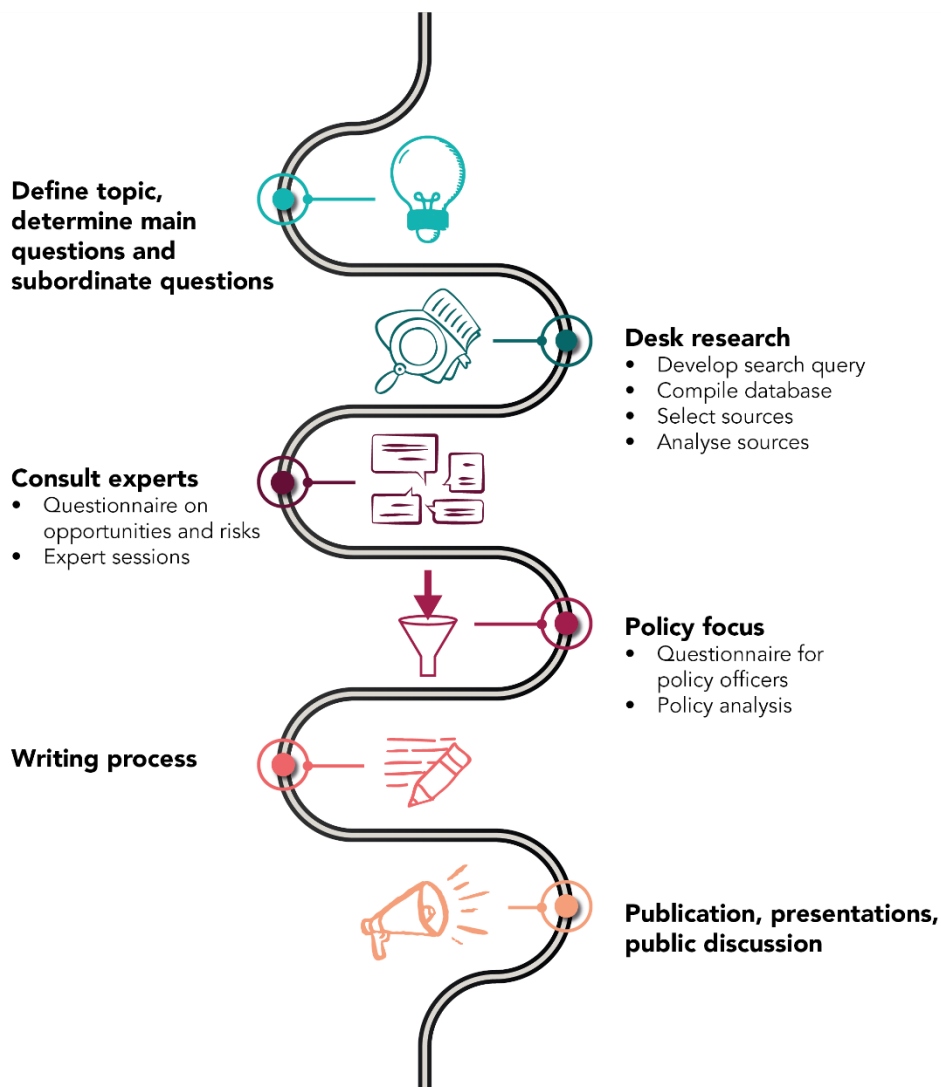 Define topic,
determine main
questions and
subordinate questions
Desk research
• Develop search query
• Compile database
• Select sources
• Analyse sources
Consult experts
• Questionnaire on
opportunities and risks
• Expert sessions
Policy focus
• Questionnaire for
policy officers
• Policy analysis
Writing process
Publication, presentations,
public discussion